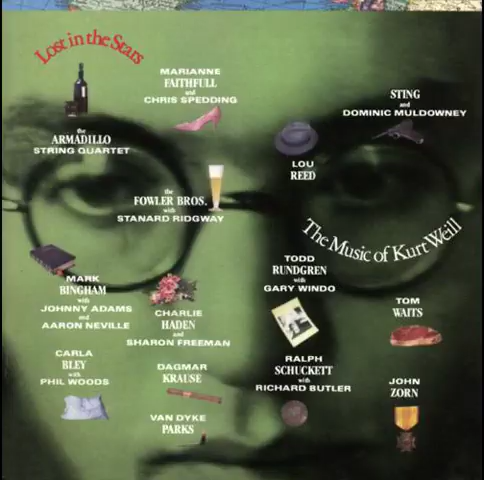 Lost in the Stars
MARIANNE
FAITHFULL
and
CHRIS SPEDDING
STING
and
DOMINIC MULDOWNEY
the
ARMADILLO
STRING QUARTET
LOU
REED
the
FOWLER BROS.
with
STANARD RIDGWAY
The Music of Kurt Weill
MARK
BINGHAM
with
JOHNNY ADAMS
and
AARON NEVILLE
TODD
RUNDGREN
with
GARY WINDO
CHARLIE
HADEN
and
SHARON FREEMAN
TOM
WAITS
CARLA
BLEY
with
PHIL WOODS
DAGMAR
KRAUSE
RALPH
SCHUCKETT
with
RICHARD BUTLER
JOHN
ZORN
VAN DYKE
PARKS